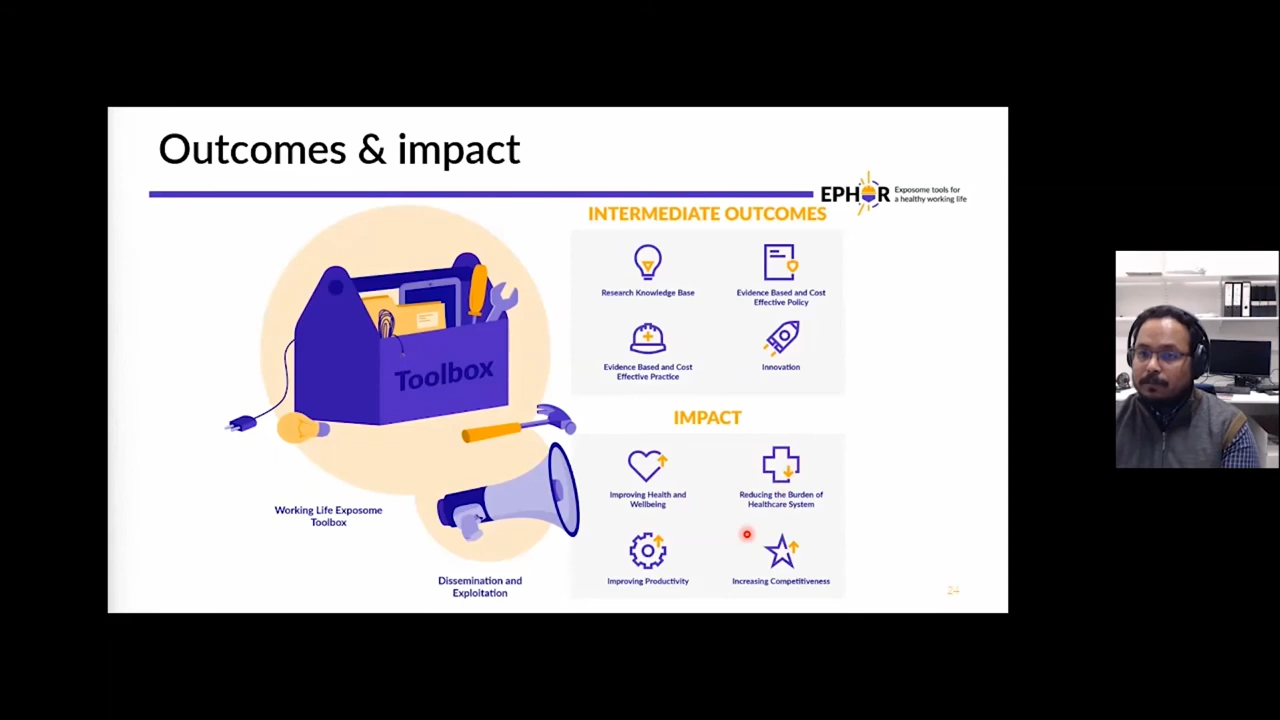 Outcomes & impact
EPHOR
Exposome tools for
a healthy working life
INTERMEDIATE OUTCOMES
Research Knowledge Base
Evidence Based and Cost
Effective Policy
Evidence Based and Cost
Effective Practice
Innovation
Toolbox
IMPACT
Improving Health and
Wellbeing
Reducing the Burden of
Healthcare System
Improving Productivity
Increasing Competitiveness
Working Life Exposome
Toolbox
Dissemination and
Exploitation
24